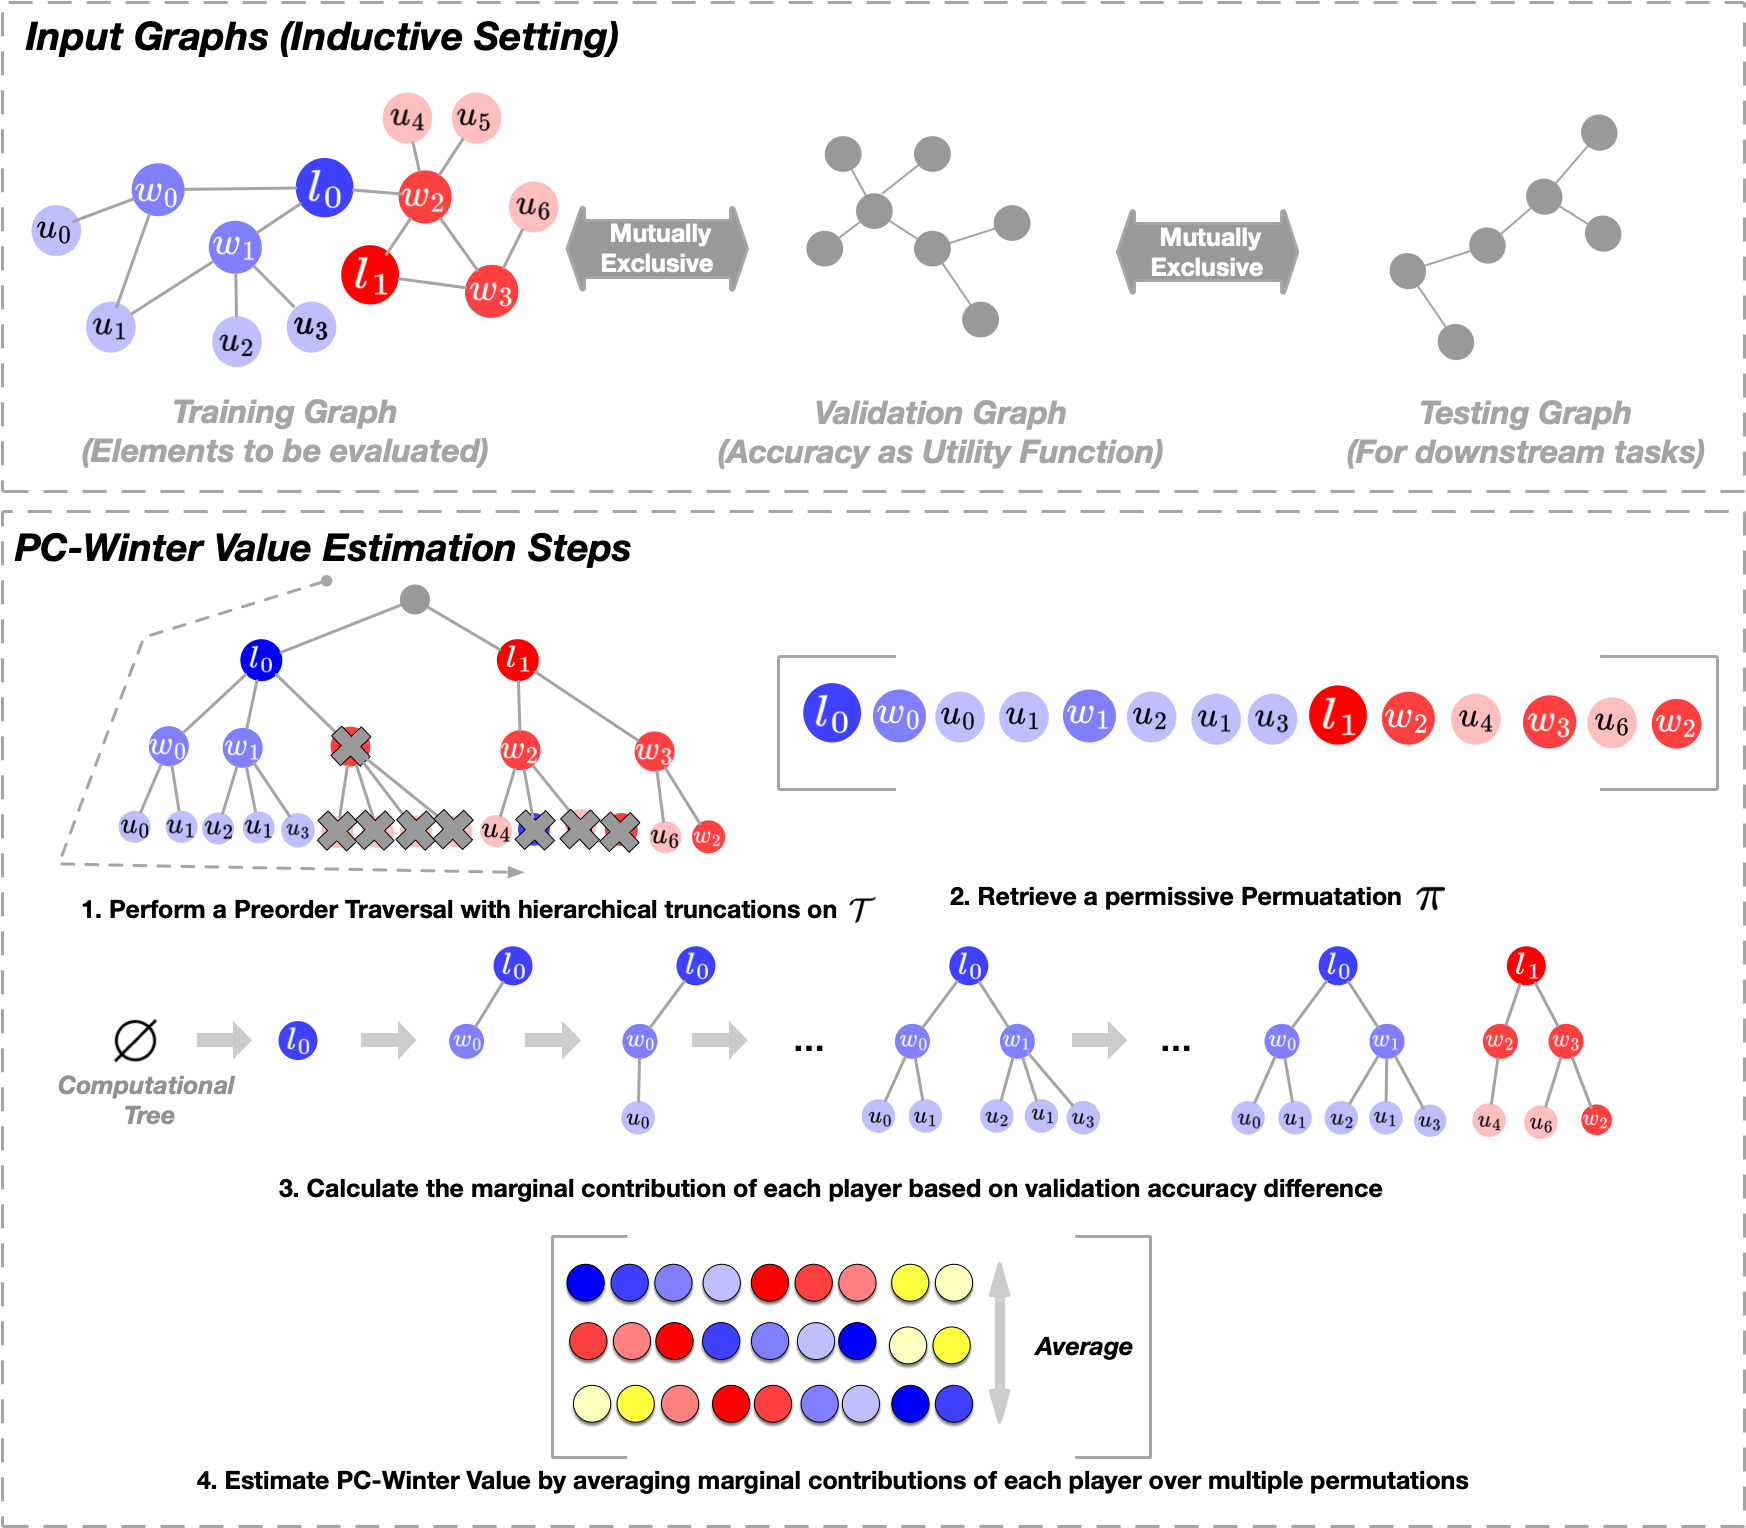 Input Graphs (Inductive Setting)
u4 u5
w0 l0 w2 u6
u0 w1
l1 w3
u1 u2 u3
Mutually
Exclusive
Mutually
Exclusive
Training Graph
(Elements to be evaluated)
Validation Graph
(Accuracy as Utility Function)
Testing Graph
(For downstream tasks)
PC-Winter Value Estimation Steps
l0 l1
w0 w1 w2 w3
u0 u1 u2 u1 u3 u4 u6 w2
1. Perform a Preorder Traversal with hierarchical truncations on 𝒯
l0 w0 u0 u1 w1 u2 u1 u3 l1 w2 u4 w3 u6 w2
2. Retrieve a permissive Permuatation π
l0 l0 l0 l0 l1
∅ l0 w0 w0 ... w0 w1 ... w0 w1 w2 w3
Computational
Tree
u0 u0 u1 u2 u1 u3 u0 u1 u2 u1 u3 u4 u6 w2
3. Calculate the marginal contribution of each player based on validation accuracy difference
Average
4. Estimate PC-Winter Value by averaging marginal contributions of each player over multiple permutations